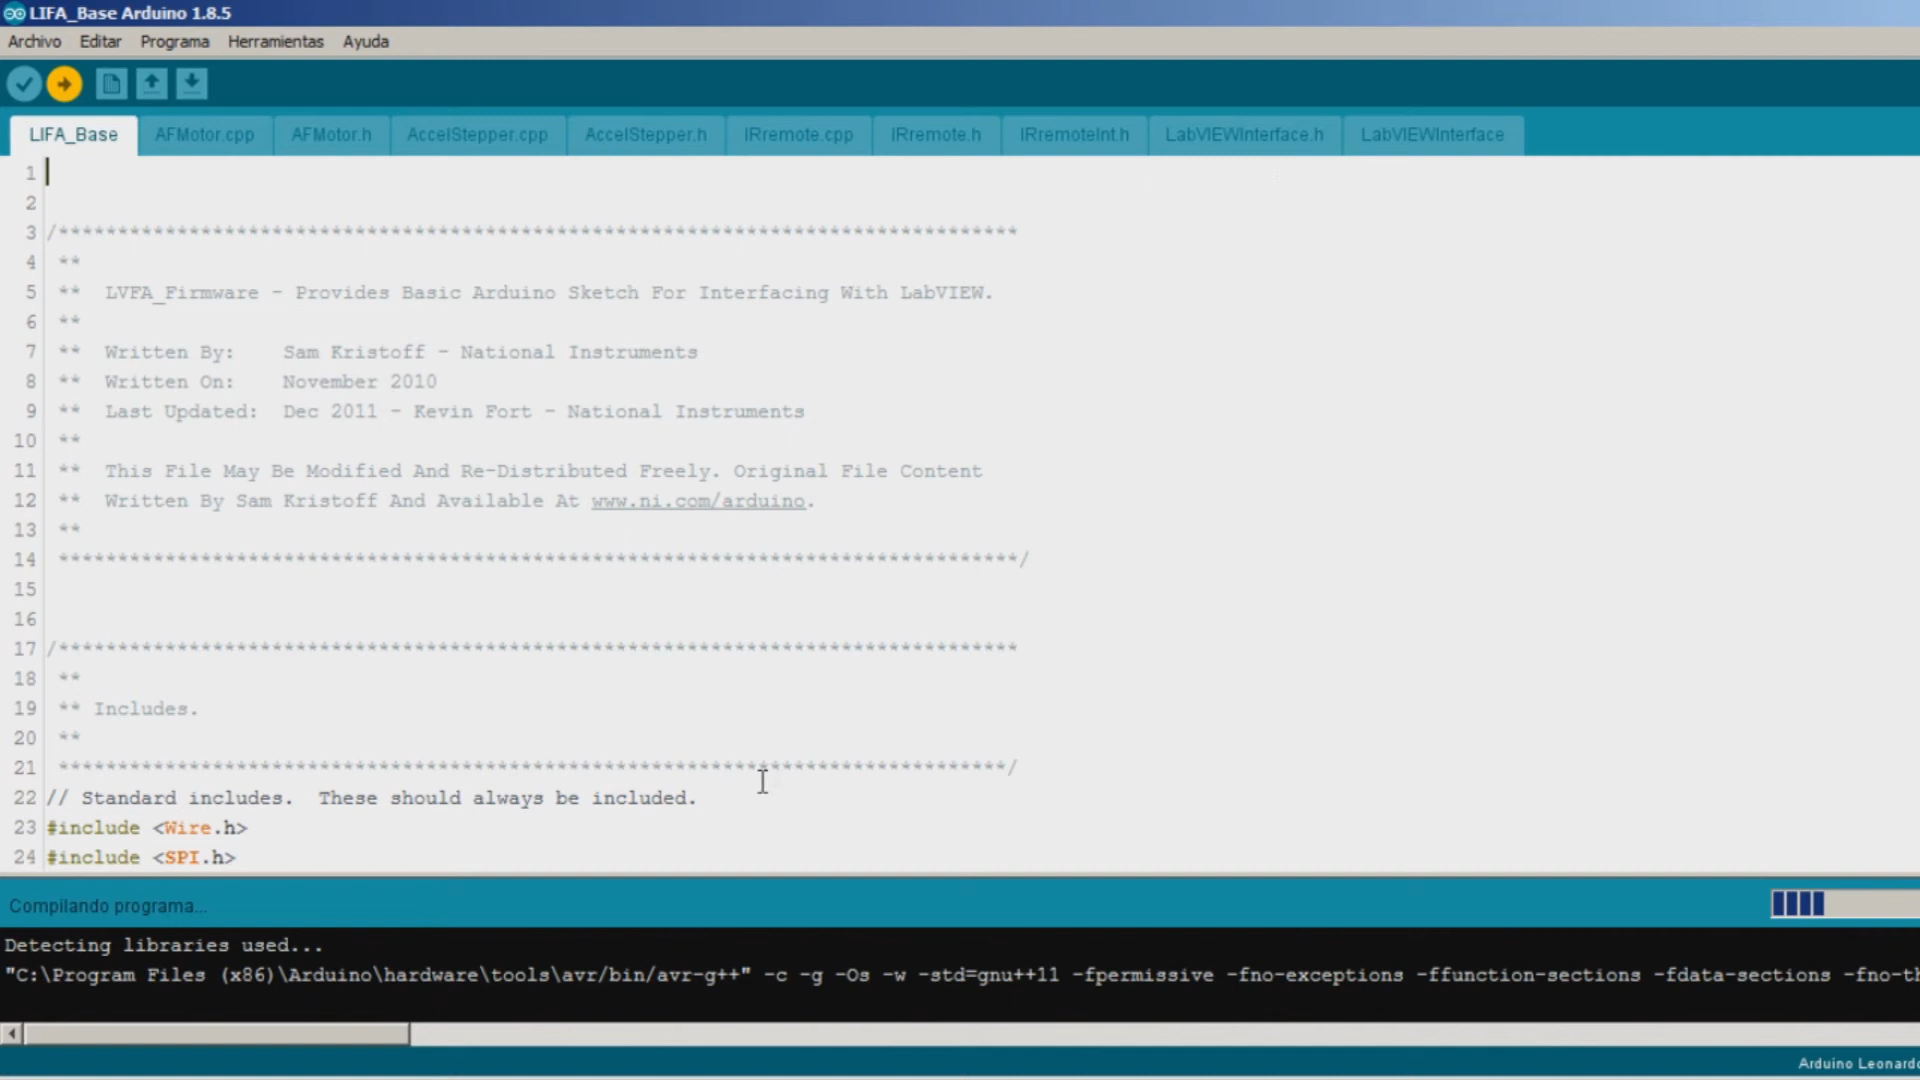 LIFA_Base Arduino 1.8.5
Archivo Editar Programa Herramientas Ayuda
LIFA_Base AFMotor.cpp AFMotor.h AccelStepper.cpp AccelStepper.h IRremote.cpp IRremote.h IRremoteInt.h LabVIEWInterface.h LabVIEWInterface
1
2
3 /*********************************************************************************
4 **
5 ** LVFA_Firmware - Provides Basic Arduino Sketch For Interfacing With LabVIEW.
6 **
7 ** Written By: Sam Kristoff - National Instruments
8 ** Written On: November 2010
9 ** Last Updated: Dec 2011 - Kevin Fort - National Instruments
10 **
11 ** This File May Be Modified And Re-Distributed Freely. Original File Content
12 ** Written By Sam Kristoff And Available At www.ni.com/arduino.
13 **
14 *********************************************************************************/
15
16
17 /*********************************************************************************
18 **
19 ** Includes.
20 **
21 ********************************************************************************/
22 // Standard includes. These should always be included.
23 #include <Wire.h>
24 #include <SPI.h>
Compilando programa...
Detecting libraries used...
"C:\Program Files (x86)\Arduino\hardware\tools\avr/bin/avr-g++" -c -g -Os -w -std=gnu++11 -fpermissive -fno-exceptions -ffunction-sections -fdata-sections -fno-th
Arduino Leonardo